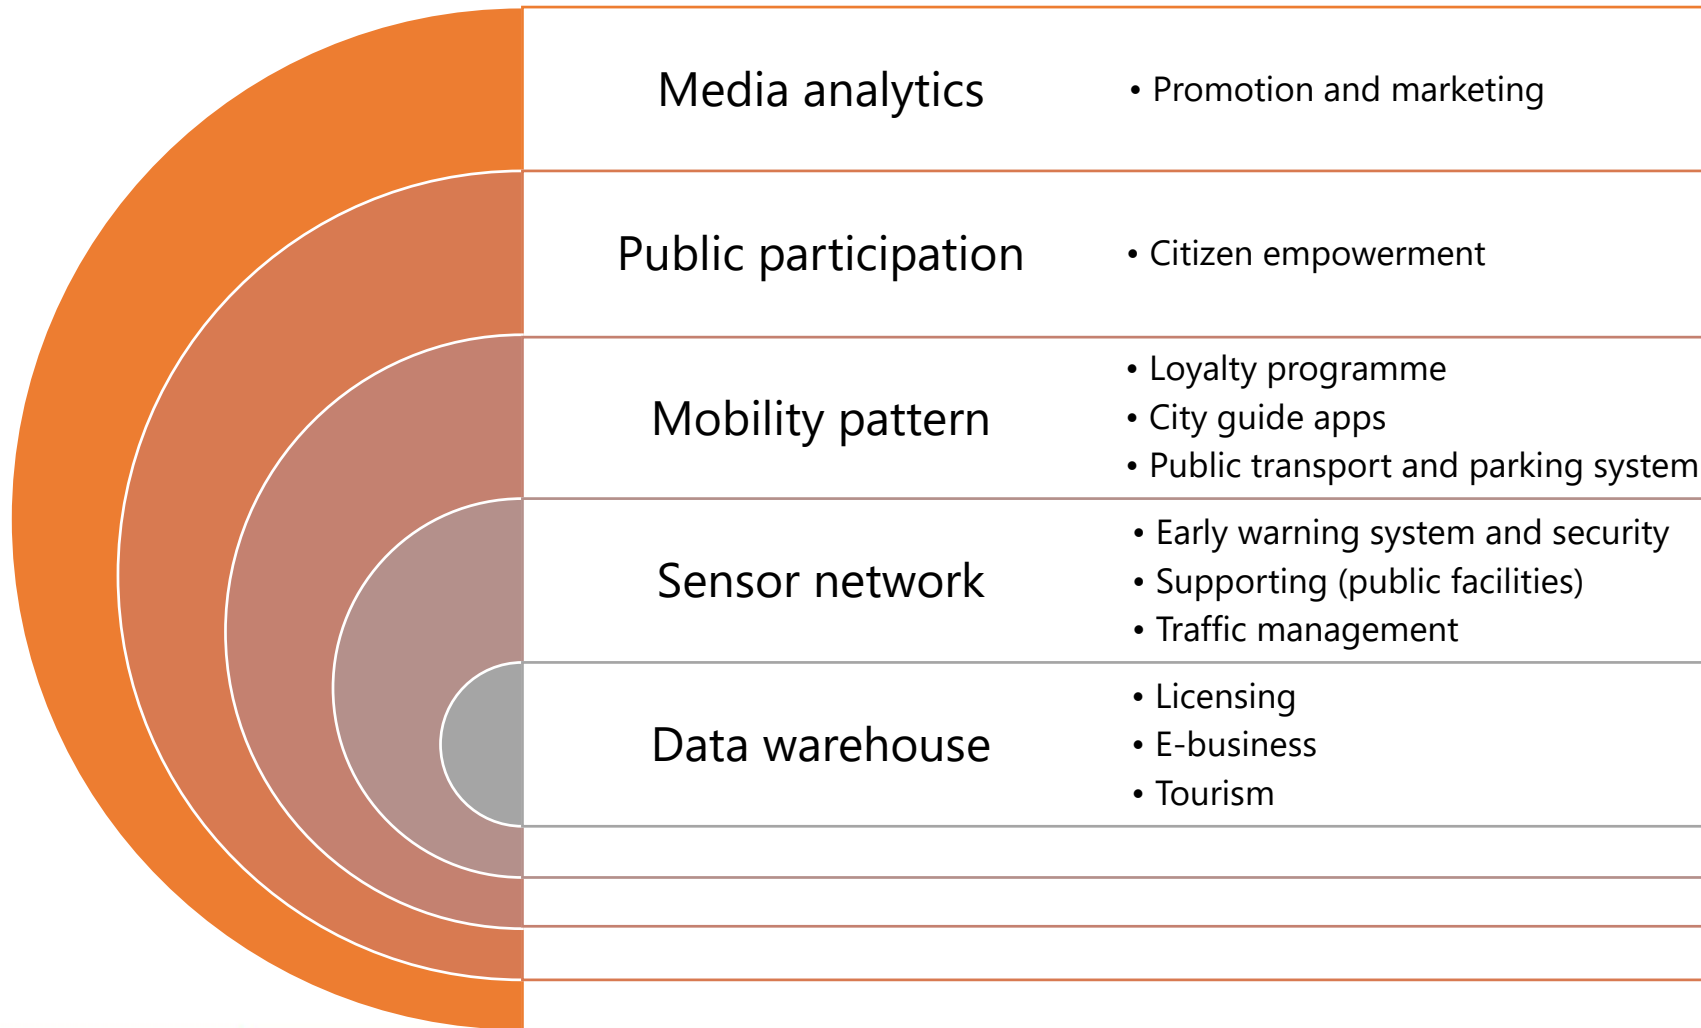 Media analytics
• Promotion and marketing
Public participation
• Citizen empowerment
Mobility pattern
• Loyalty programme
• City guide apps
• Public transport and parking system
Sensor network
• Early warning system and security
• Supporting (public facilities)
• Traffic management
Data warehouse
• Licensing
• E-business
• Tourism